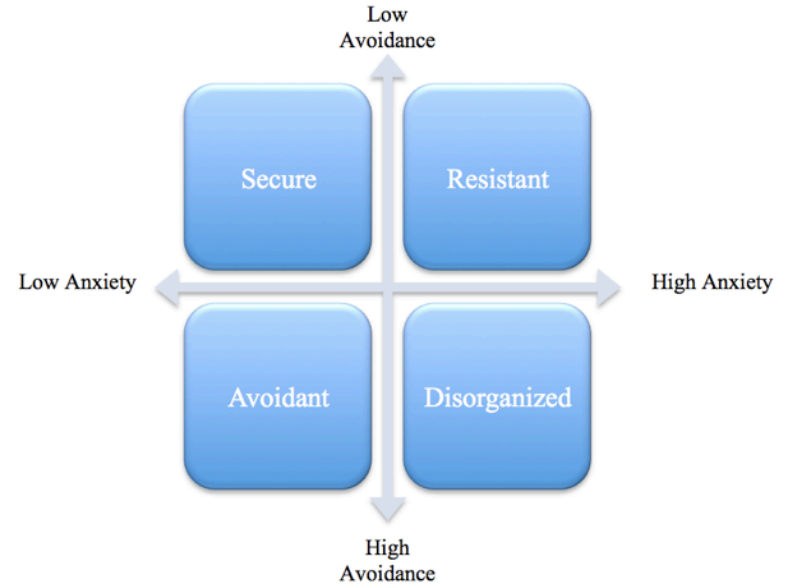 Low
Avoidance
Secure
Resistant
Low Anxiety
High Anxiety
Avoidant
Disorganized
High
Avoidance